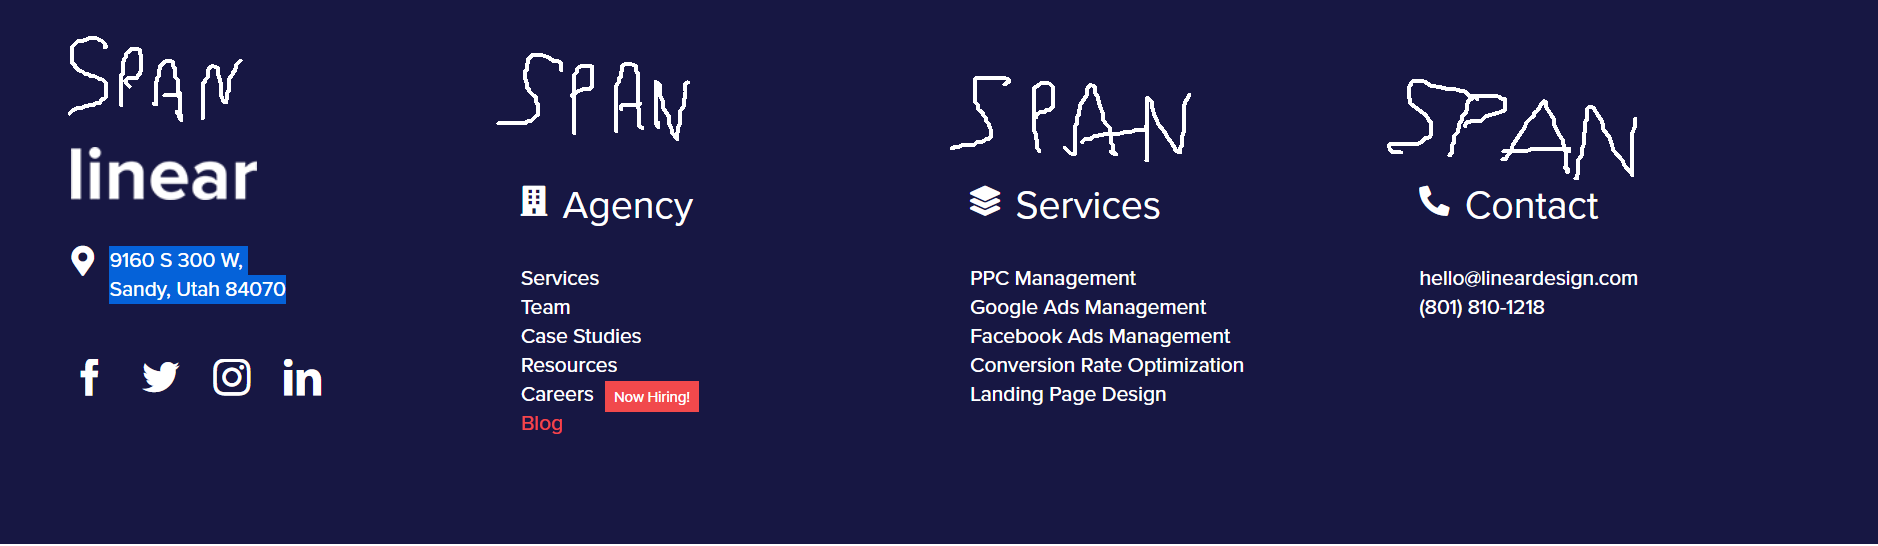 SPAN
linear
9160 S 300 W,
Sandy, Utah 84070
SPAN
Agency
Services
Team
Case Studies
Resources
Careers Now Hiring!
Blog
SPAN
Services
PPC Management
Google Ads Management
Facebook Ads Management
Conversion Rate Optimization
Landing Page Design
SPAN
Contact
hello@lineardesign.com
(801) 810-1218